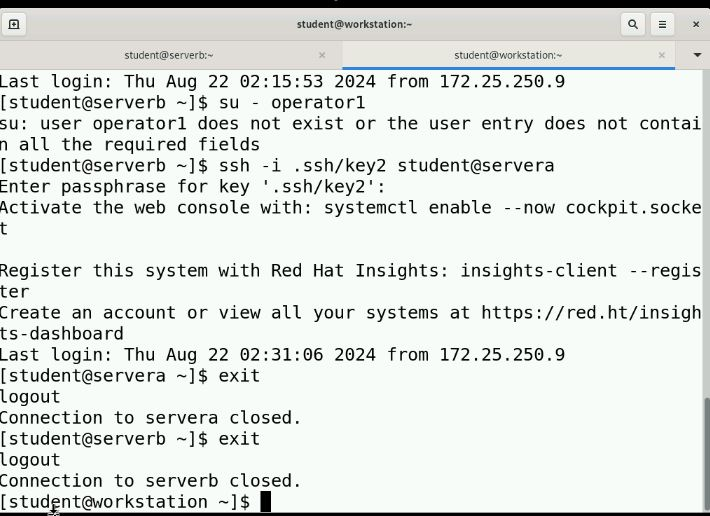 student@workstation:~
student@serverb:~
student@workstation:~
Last login: Thu Aug 22 02:15:53 2024 from 172.25.250.9
[student@serverb ~]$ su - operator1
su: user operator1 does not exist or the user entry does not contai
n all the required fields
[student@serverb ~]$ ssh -i .ssh/key2 student@servera
Enter passphrase for key '.ssh/key2':
Activate the web console with: systemctl enable --now cockpit.socke
t
Register this system with Red Hat Insights: insights-client --regis
ter
Create an account or view all your systems at https://red.ht/insigh
ts-dashboard
Last login: Thu Aug 22 02:31:06 2024 from 172.25.250.9
[student@servera ~]$ exit
logout
Connection to servera closed.
[student@serverb ~]$ exit
logout
Connection to serverb closed.
[student@workstation ~]$